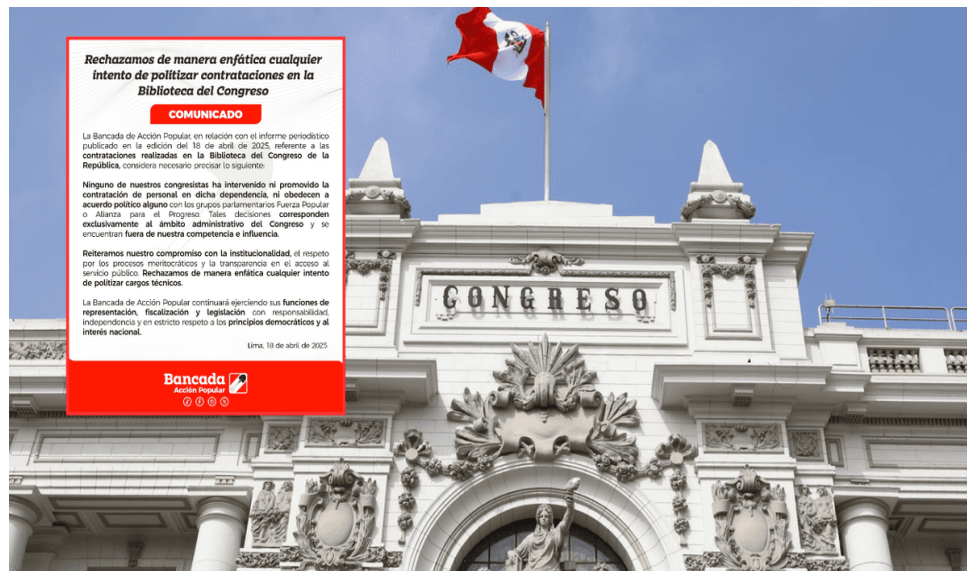 Rechazamos de manera enfática cualquier
intento de politizar contrataciones en la
Biblioteca del Congreso
COMUNICADO
La Bancada de Acción Popular, en relación con el informe periodístico
publicado en la edición del 18 de abril de 2025, referente a las
contrataciones realizadas en la Biblioteca del Congreso de la
República, considera necesario precisar lo siguiente:
Ninguno de nuestros congresistas ha intervenido ni promovido la
contratación de personal en dicha dependencia, ni obedecen a
acuerdo político alguno con los grupos parlamentarios Fuerza Popular
o Alianza para el Progreso. Tales decisiones corresponden
exclusivamente al ámbito administrativo del Congreso y se
encuentran fuera de nuestra competencia e influencia.
Reiteramos nuestro compromiso con la institucionalidad, el respeto
por los procesos meritocráticos y la transparencia en el acceso al
servicio público. Rechazamos de manera enfática cualquier intento
de politizar cargos técnicos.
La Bancada de Acción Popular continuará ejerciendo sus funciones de
representación, fiscalización y legislación con responsabilidad,
independencia y en estricto respeto a los principios democráticos y al
interés nacional.
Lima, 18 de abril de 2025
Bancada
Acción Popular
CONGRESO